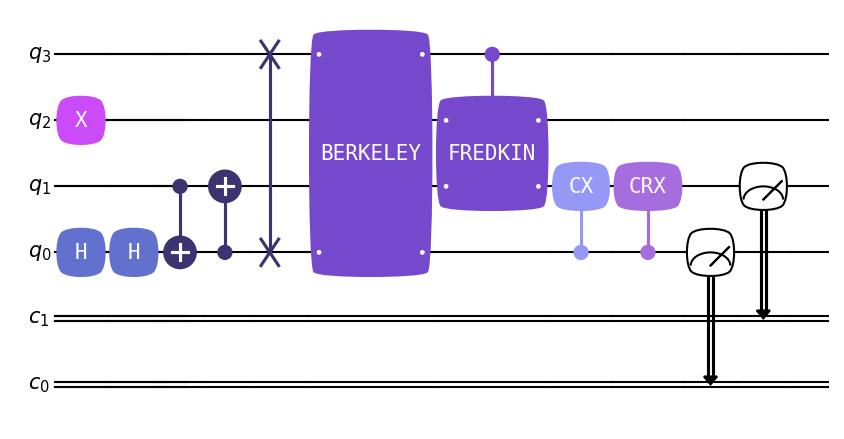 q3
q2 X
BERKELEY FREDKIN
q1 CX CRX
q0 H H
c1
c0